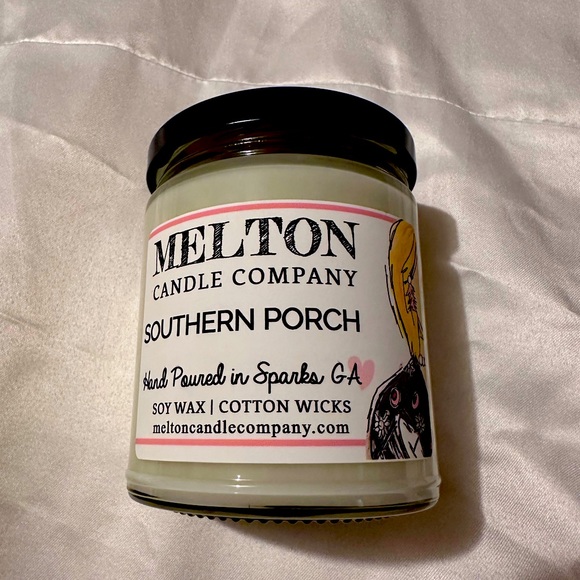 MELTON
CANDLE COMPANY
SOUTHERN PORCH
Hand Poured in Sparks GA
SOY WAX | COTTON WICKS
meltoncandlecompany.com